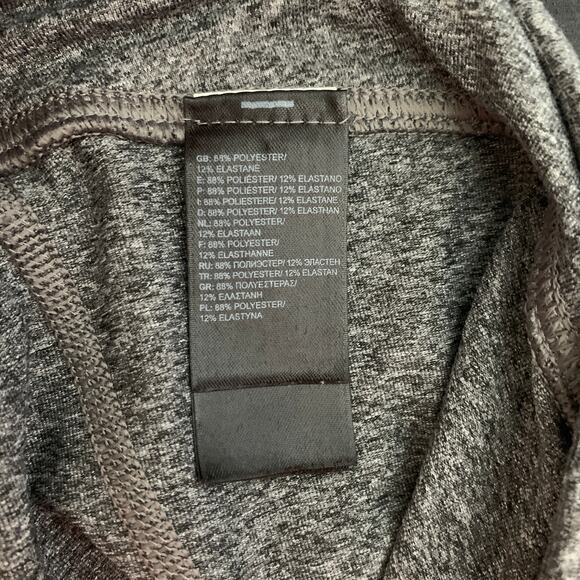 GB: 88% POLYESTER/
12% ELASTANE
E: 88% POLIÉSTER/ 12% ELASTANO
P: 88% POLIÉSTER/ 12% ELASTANO
I: 88% POLIESTERE/ 12% ELASTANE
D: 88% POLYESTER/ 12% ELASTHAN
NL: 88% POLYESTER/
12% ELASTAAN
F: 88% POLYESTER/
12% ELASTHANNE
RU: 88% ПОЛИЭСТЕР/ 12% ЭЛАСТЕН
TR: 88% POLYESTER/ 12% ELASTAN
GR: 88% ΠΟΛΥΕΣΤΕΡΑΣ/
12% ΕΛΑΣΤΑΝΗ
PL: 88% POLYESTER/
12% ELASTYNA